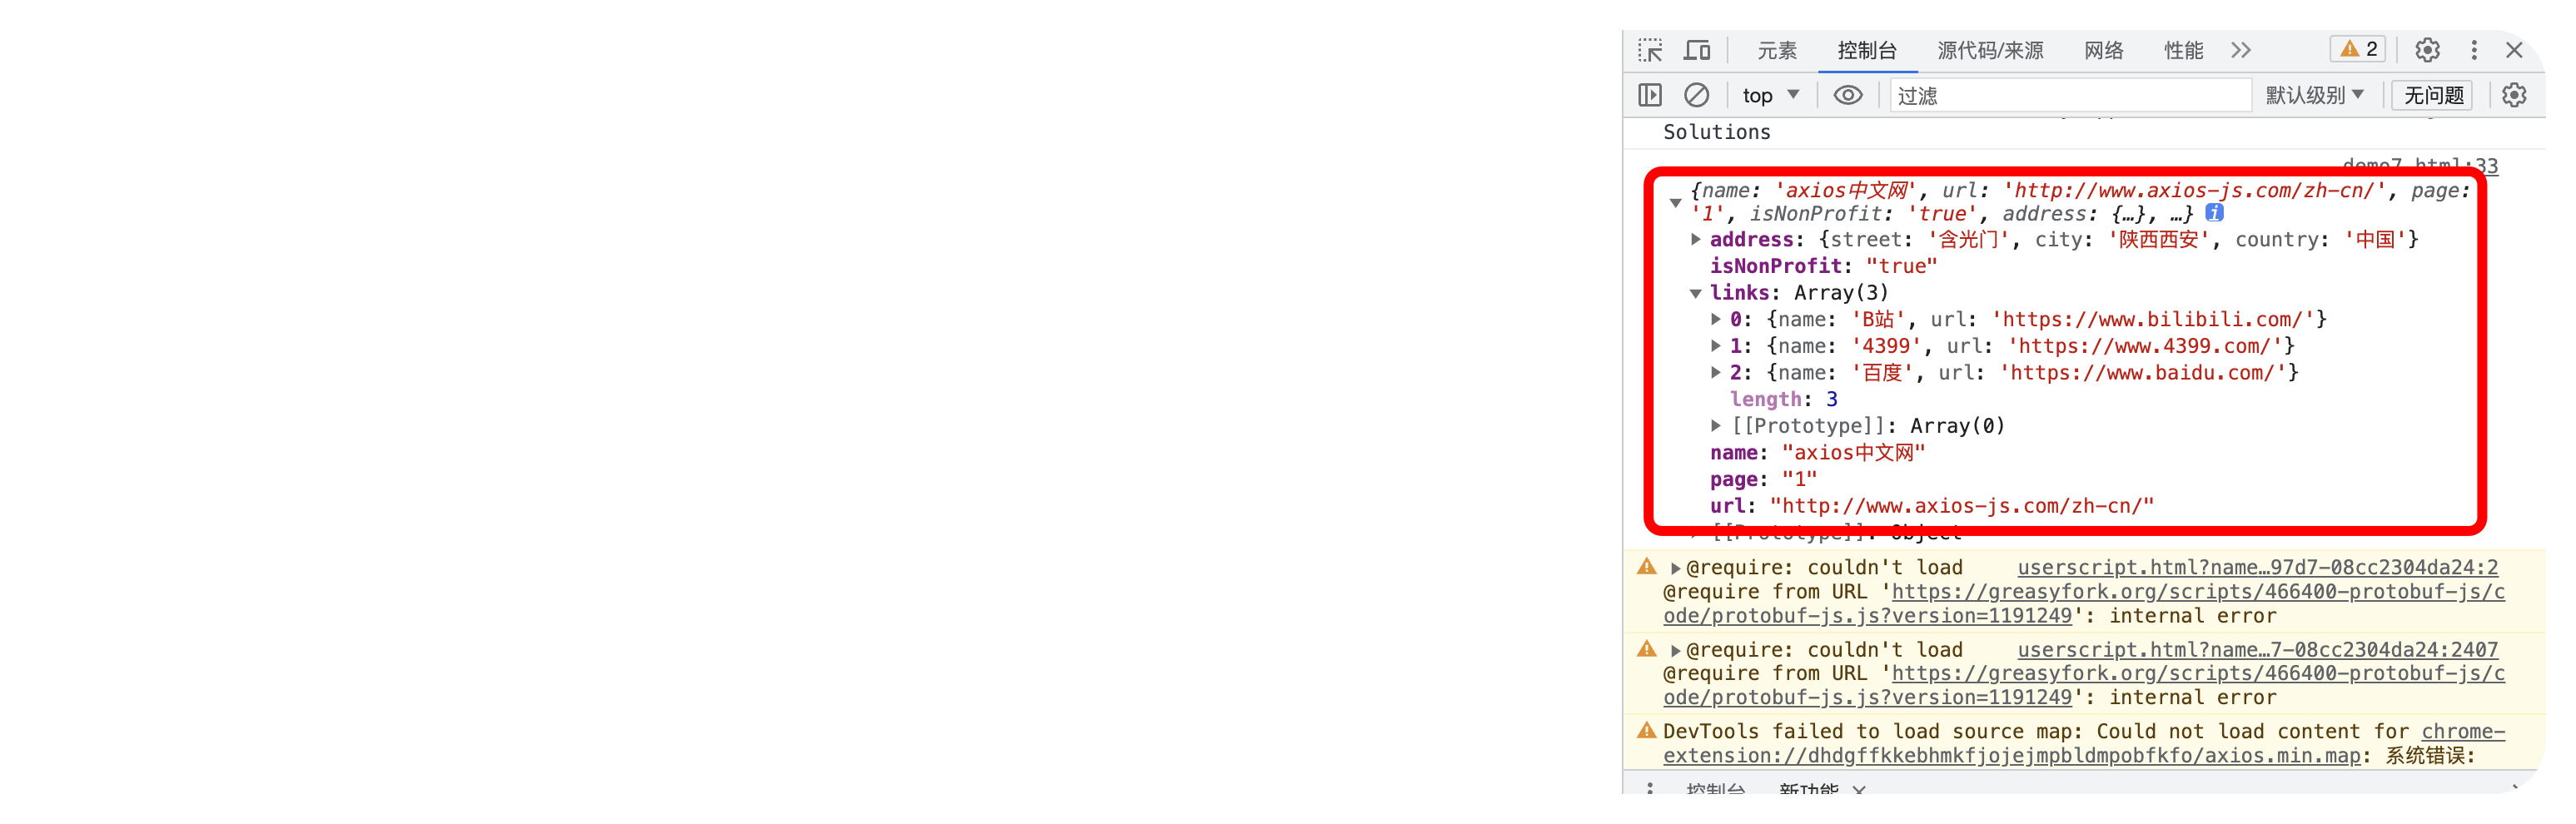 元素 控制台 源代码/来源 网络 性能 2
top 过滤 默认级别 无问题
Solutions
demo7.html:33
{name: 'axios中文网', url: 'http://www.axios-js.com/zh-cn/', page:
'1', isNonProfit: 'true', address: {…}, …} i
address: {street: '含光门', city: '陕西西安', country: '中国'}
isNonProfit: "true"
links: Array(3)
0: {name: 'B站', url: 'https://www.bilibili.com/'}
1: {name: '4399', url: 'https://www.4399.com/'}
2: {name: '百度', url: 'https://www.baidu.com/'}
length: 3
[[Prototype]]: Array(0)
name: "axios中文网"
page: "1"
url: "http://www.axios-js.com/zh-cn/"
[[Prototype]]: Object
@require: couldn't load userscript.html?name…97d7-08cc2304da24:2
@require from URL 'https://greasyfork.org/scripts/466400-protobuf-js/c
ode/protobuf-js.js?version=1191249': internal error
@require: couldn't load userscript.html?name…7-08cc2304da24:2407
@require from URL 'https://greasyfork.org/scripts/466400-protobuf-js/c
ode/protobuf-js.js?version=1191249': internal error
DevTools failed to load source map: Could not load content for chrome-
extension://dhdgffkkebhmkfjojejmpbldmpobfkfo/axios.min.map: 系统错误:
控制台 新功能